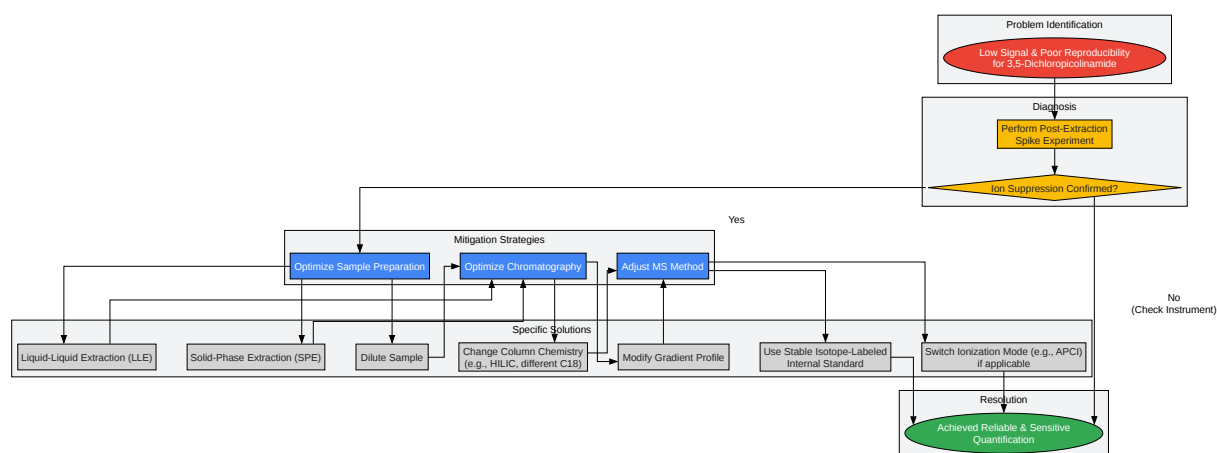 Problem Identification
Low Signal & Poor Reproducibility
for 3,5-Dichloropicolinamide
Diagnosis
Perform Post-Extraction
Spike Experiment
Ion Suppression Confirmed?
Yes
Mitigation Strategies
Optimize Sample Preparation
Optimize Chromatography
Adjust MS Method
No
(Check Instrument)
Specific Solutions
Liquid-Liquid Extraction (LLE)
Solid-Phase Extraction (SPE)
Dilute Sample
Change Column Chemistry
(e.g., HILIC, different C18)
Modify Gradient Profile
Use Stable Isotope-Labeled
Internal Standard
Switch Ionization Mode (e.g., APCI)
if applicable
Resolution
Achieved Reliable & Sensitive
Quantification